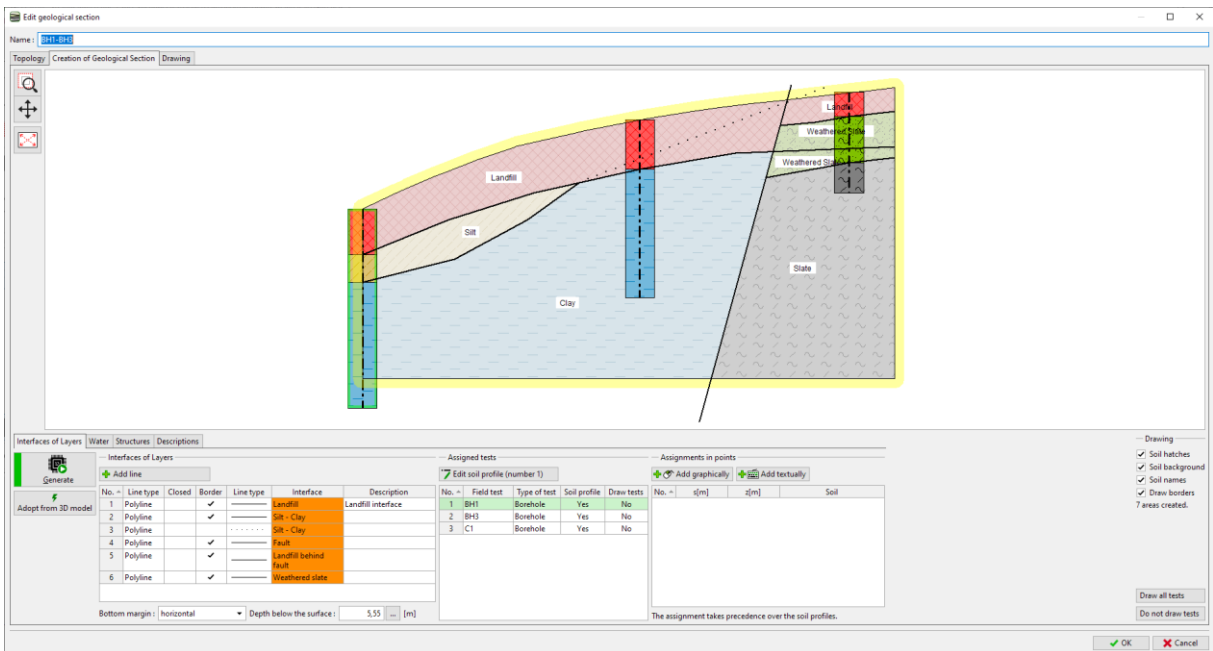 Edit geological section
Name : BH1-BH3
Topology Creation of Geological Section Drawing
Landfill
Weathered Slate
Weathered Slate
Landfill
Silt
Slate
Clay
Interfaces of Layers Water Structures Descriptions
Generate
Adopt from 3D model
Interfaces of Layers
Add line
No. Line type Closed Border Line type Interface Description
1 Polyline Landfill Landfill interface
2 Polyline Silt - Clay
3 Polyline Silt - Clay
4 Polyline Fault
5 Polyline Landfill behind
fault
6 Polyline Weathered slate
Bottom margin : horizontal Depth below the surface : 5,55 ... [m]
Assigned tests
Edit soil profile (number 1)
No. Field test Type of test Soil profile Draw tests
1 BH1 Borehole Yes No
2 BH3 Borehole Yes No
3 C1 Borehole Yes No
Assignments in points
Add graphically Add textually
No. s[m] z[m] Soil
The assignment takes precedence over the soil profiles.
Drawing
Soil hatches
Soil background
Soil names
Draw borders
7 areas created.
Draw all tests
Do not draw tests
OK Cancel